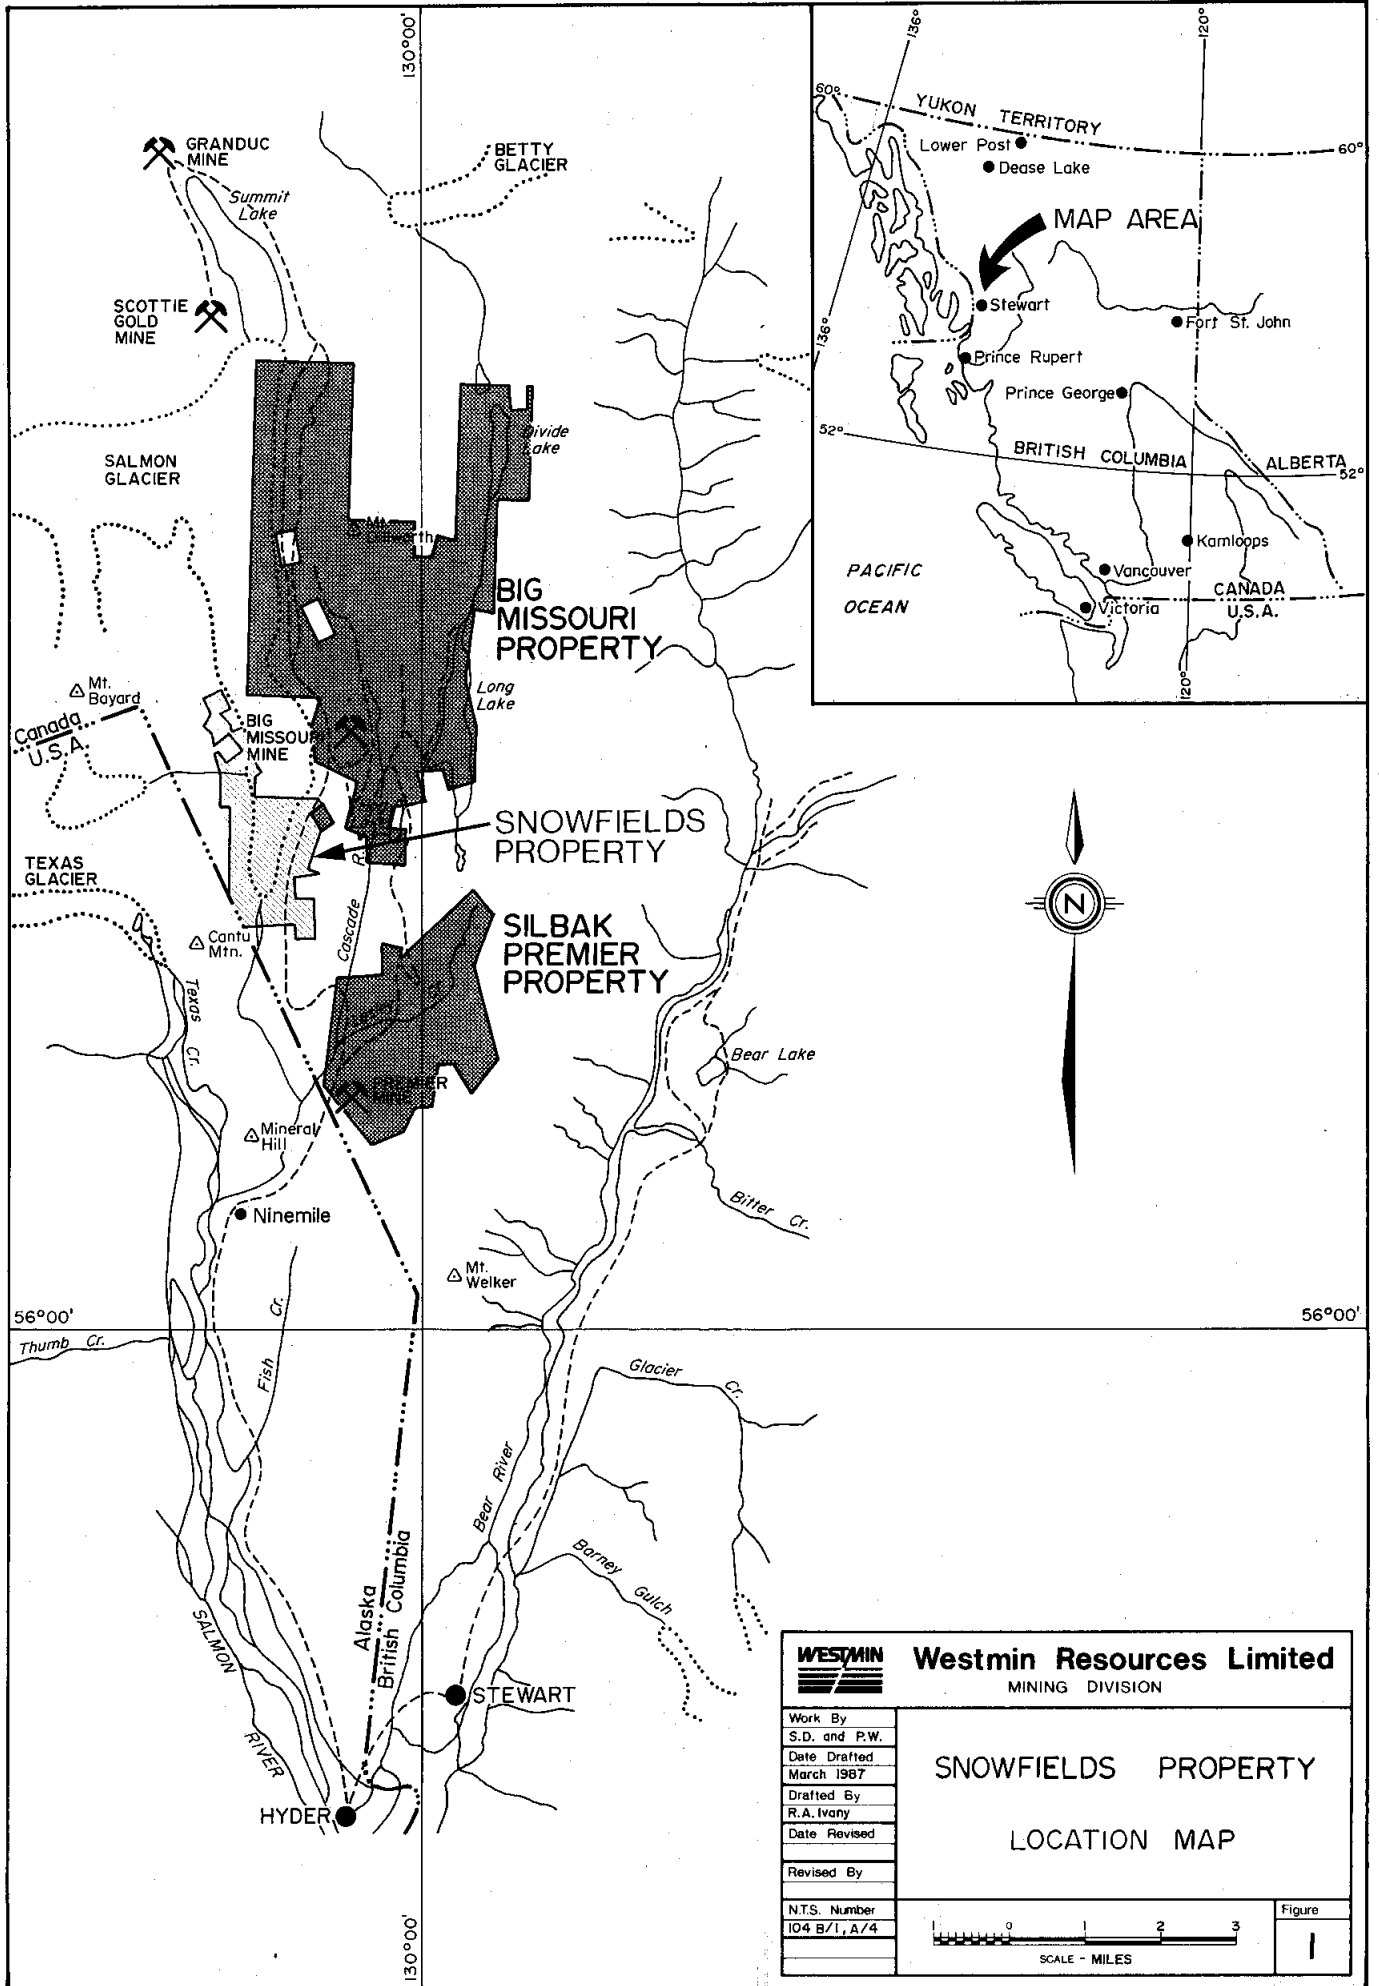 130°00'
GRANDUC
MINE
Summit
Lake
BETTY
GLACIER
SCOTTIE
GOLD
MINE
SALMON
GLACIER
Divide
Lake
Mt.
Dillworth
BIG
MISSOURI
PROPERTY
Long
Lake
Mt.
Bayard
Canada
U.S.A.
BIG
MISSOURI
MINE
SNOWFIELDS
PROPERTY
TEXAS
GLACIER
Cantu
Mtn.
Cascade
R.
SILBAK
PREMIER
PROPERTY
Texas
Cr.
Cr.
PREMIER
MINE
Bear Lake
Mineral
Hill
Ninemile
Bitter Cr.
Mt.
Welker
56°00'
56°00'
Thumb Cr.
Fish Cr.
Glacier
Cr.
Bear River
Barney
Gulch
Alaska
British Columbia
SALMON
RIVER
STEWART
HYDER
130°00'
136°
120°
60°
YUKON TERRITORY
Lower Post
60°
Dease Lake
MAP AREA
Stewart
Fort St. John
136°
Prince Rupert
Prince George
52°
BRITISH COLUMBIA
ALBERTA
52°
Kamloops
PACIFIC
OCEAN
Vancouver
CANADA
U.S.A.
Victoria
120°
N
WESTMIN
Westmin Resources Limited
MINING DIVISION
Work By
S.D. and P.W.
Date Drafted
March 1987
Drafted By
R.A. Ivany
Date Revised
Revised By
N.T.S. Number
104 B/1, A/4
SNOWFIELDS PROPERTY
LOCATION MAP
1 0 1 2 3
SCALE - MILES
Figure
1